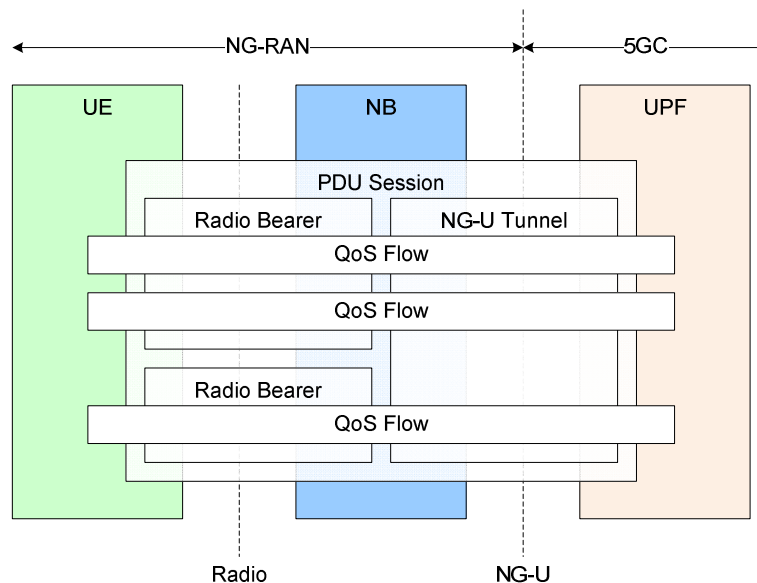 NG-RAN
5GC
UE
NB
UPF
PDU Session
Radio Bearer
NG-U Tunnel
QoS Flow
QoS Flow
Radio Bearer
QoS Flow
Radio
NG-U